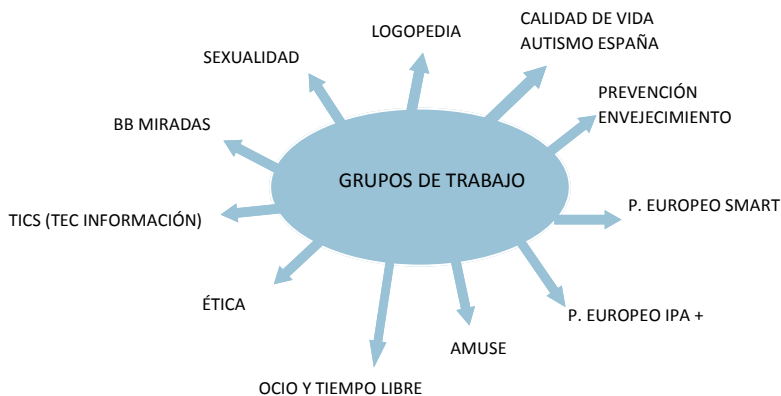 CALIDAD DE VIDA
AUTISMO ESPAÑA
LOGOPEDIA
SEXUALIDAD
PREVENCIÓN
ENVEJECIMIENTO
BB MIRADAS
GRUPOS DE TRABAJO
P. EUROPEO SMART
TICS (TEC INFORMACIÓN)
ÉTICA
P. EUROPEO IPA +
AMUSE
OCIO Y TIEMPO LIBRE